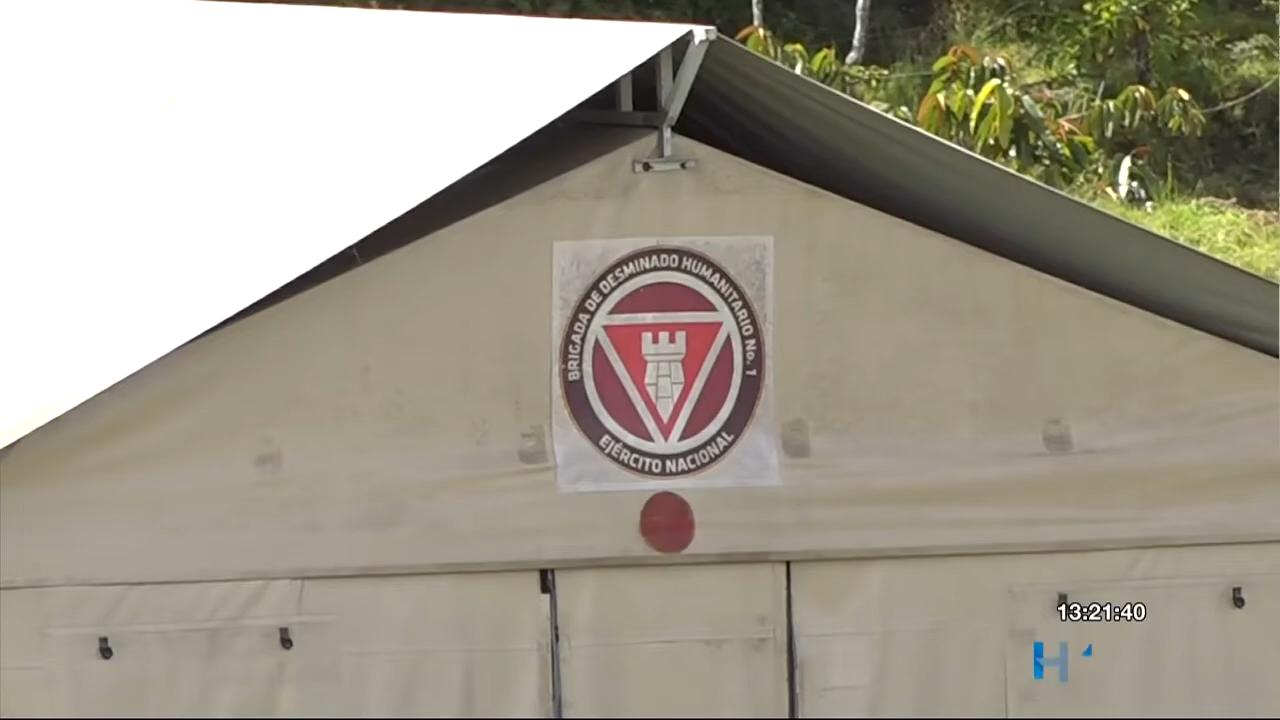 BRIGADA DE DESMINADO HUMANITARIO No. 1
EJÉRCITO NACIONAL
13:21:40
H